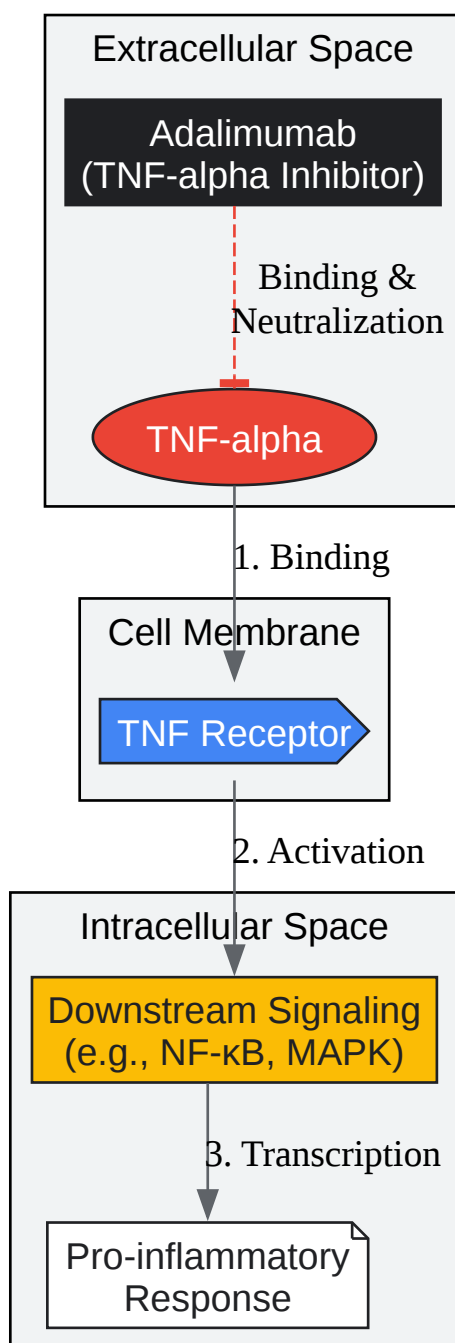 Extracellular Space
Adalimumab
(TNF-alpha Inhibitor)
Binding &
Neutralization
TNF-alpha
1. Binding
Cell Membrane
TNF Receptor
2. Activation
Intracellular Space
Downstream Signaling
(e.g., NF-κB, MAPK)
3. Transcription
Pro-inflammatory
Response